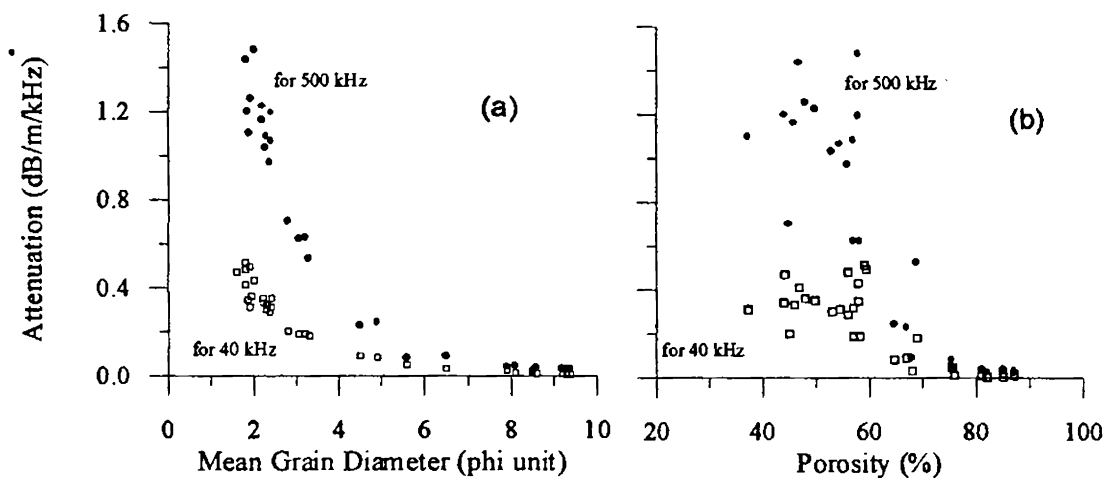 Attenuation (dB/m/kHz)
1.6
1.2
0.8
0.4
0.0
for 500 kHz
(a)
for 40 kHz
0 2 4 6 8 10
Mean Grain Diameter (phi unit)
for 500 kHz
(b)
for 40 kHz
20 40 60 80 100
Porosity (%)